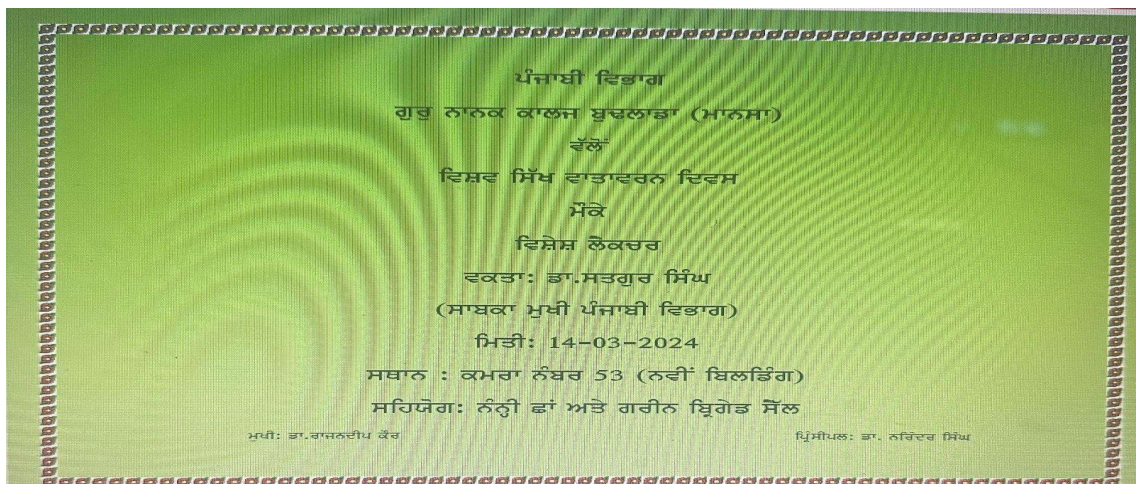 ਪੰਜਾਬੀ ਵਿਭਾਗ
ਗੁਰੂ ਨਾਨਕ ਕਾਲਜ ਬੁਢਲਾਡਾ (ਮਾਨਸਾ)
ਵੱਲੋਂ
ਵਿਸ਼ਵ ਸਿੱਖ ਵਾਤਾਵਰਨ ਦਿਵਸ
ਮੌਕੇ
ਵਿਸ਼ੇਸ਼ ਲੈਕਚਰ
ਵਕਤਾ: ਡਾ.ਸਤਗੁਰ ਸਿੰਘ
(ਸਾਬਕਾ ਮੁਖੀ ਪੰਜਾਬੀ ਵਿਭਾਗ)
ਮਿਤੀ: 14-03-2024
ਸਥਾਨ : ਕਮਰਾ ਨੰਬਰ 53 (ਨਵੀਂ ਬਿਲਡਿੰਗ)
ਸਹਿਯੋਗ: ਨੰਨ੍ਹੀ ਛਾਂ ਅਤੇ ਗਰੀਨ ਬ੍ਰਿਗੇਡ ਸੈੱਲ
ਮੁਖੀ: ਡਾ.ਰਾਜਨਦੀਪ ਕੌਰ ਪ੍ਰਿੰਸੀਪਲ: ਡਾ. ਨਰਿੰਦਰ ਸਿੰਘ